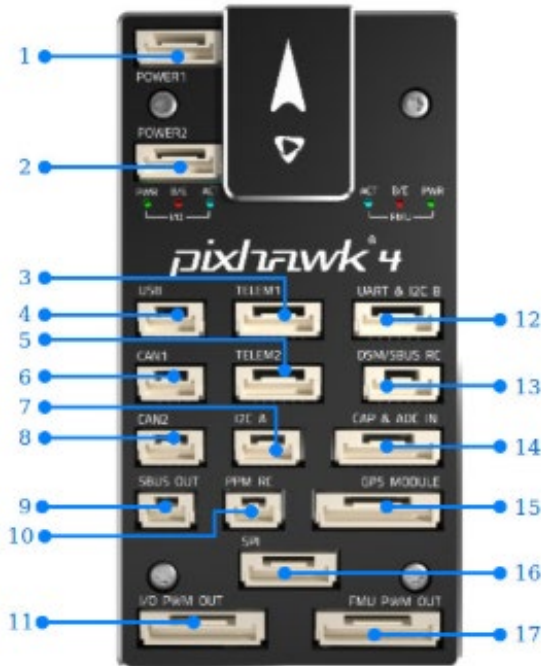 1
POWER1
POWER2
2
PWR B/E ACT
I/O
ACT B/E PWR
FMU
pixhawk® 4
3
4
USB
TELEM1
UART & I2C B
12
5
6
CAN1
TELEM2
DSM/SBUS RC
13
7
8
CAN2
I2C A
CAP & ADC IN
14
9
SBUS OUT
PPM RC
GPS MODULE
15
10
SPI
16
11
I/O PWM OUT
FMU PWM OUT
17